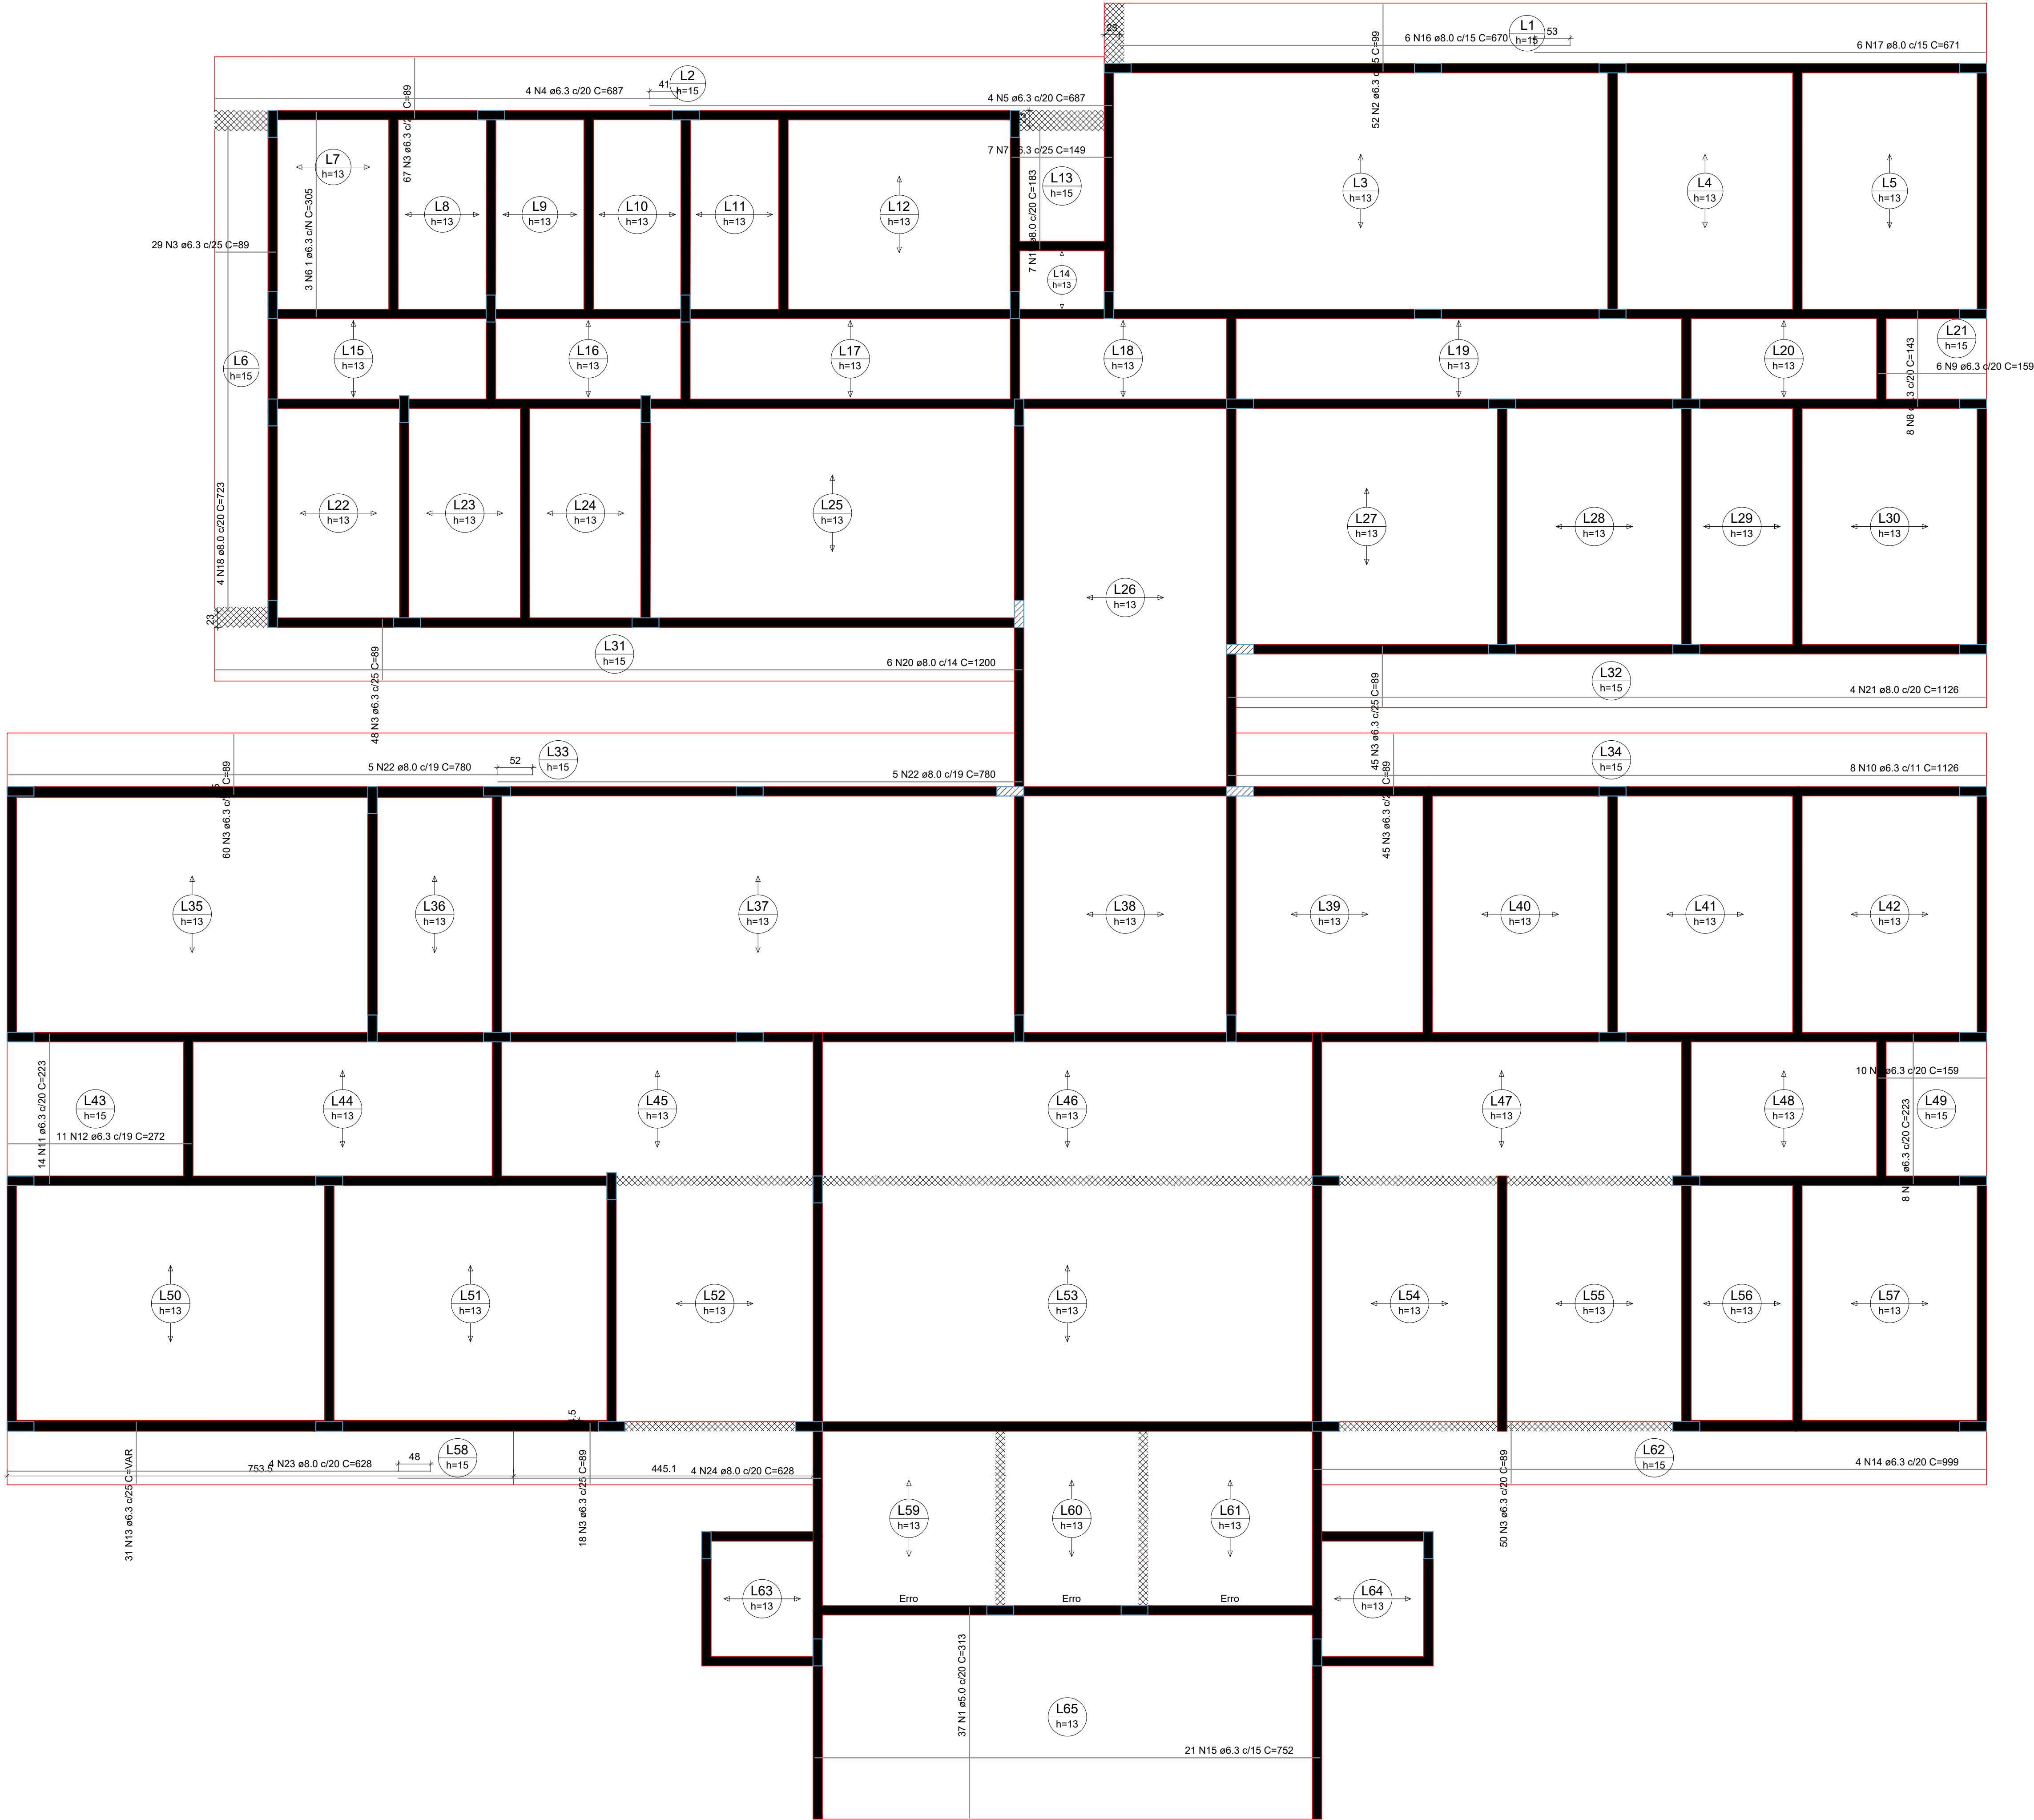 L1
h=15
23
53
6 N16 ø8.0 c/15 C=670
6 N17 ø8.0 c/15 C=671
52 N2 ø6.3 c/25 C=99
L2
h=15
41
4 N4 ø6.3 c/20 C=687
4 N5 ø6.3 c/20 C=687
67 N3 ø6.3 c/25 C=89
23
7 N7 ø6.3 c/25 C=149
L7
h=13
L13
h=15
L3
h=13
L4
h=13
L5
h=13
L8
h=13
L9
h=13
L10
h=13
L11
h=13
L12
h=13
3 N6 1 ø6.3 c/N C=305
7 N19 ø8.0 c/20 C=183
29 N3 ø6.3 c/25 C=89
L14
h=13
L6
h=15
L15
h=13
L16
h=13
L17
h=13
L18
h=13
L19
h=13
L20
h=13
L21
h=15
6 N9 ø6.3 c/20 C=159
8 N8 ø6.3 c/20 C=143
4 N18 ø8.0 c/20 C=723
L22
h=13
L23
h=13
L24
h=13
L25
h=13
L26
h=13
L27
h=13
L28
h=13
L29
h=13
L30
h=13
23
L31
h=15
6 N20 ø8.0 c/14 C=1200
48 N3 ø6.3 c/25 C=89
L32
h=15
4 N21 ø8.0 c/20 C=1126
45 N3 ø6.3 c/25 C=89
L33
h=15
52
5 N22 ø8.0 c/19 C=780
5 N22 ø8.0 c/19 C=780
60 N3 ø6.3 C=89
L34
h=15
8 N10 ø6.3 c/11 C=1126
45 N3 ø6.3 c/25 C=89
L35
h=13
L36
h=13
L37
h=13
L38
h=13
L39
h=13
L40
h=13
L41
h=13
L42
h=13
L43
h=15
14 N11 ø6.3 c/20 C=223
11 N12 ø6.3 c/19 C=272
L44
h=13
L45
h=13
L46
h=13
L47
h=13
L48
h=13
L49
h=15
10 ø6.3 c/20 C=159
8 ø6.3 c/20 C=223
L50
h=13
L51
h=13
L52
h=13
L53
h=13
L54
h=13
L55
h=13
L56
h=13
L57
h=13
L58
h=15
48
4 N23 ø8.0 c/20 C=628
753.5
445.1
4 N24 ø8.0 c/20 C=628
31 N13 ø6.3 c/25 C=VAR
18 N3 ø6.3 c/25 C=89
L62
h=15
4 N14 ø6.3 c/20 C=999
50 N3 ø6.3 c/20 C=89
L59
h=13
L60
h=13
L61
h=13
Erro
Erro
Erro
L63
h=13
L64
h=13
37 N1 ø5.0 c/20 C=313
L65
h=13
21 N15 ø6.3 c/15 C=752